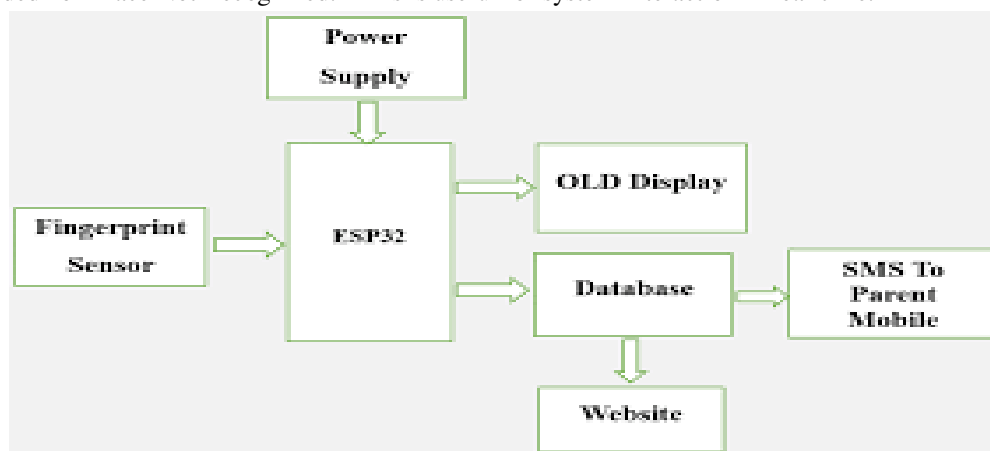 Power
Supply
OLD Display
Fingerprint
Sensor
ESP32
Database
SMS To
Parent
Mobile
Website